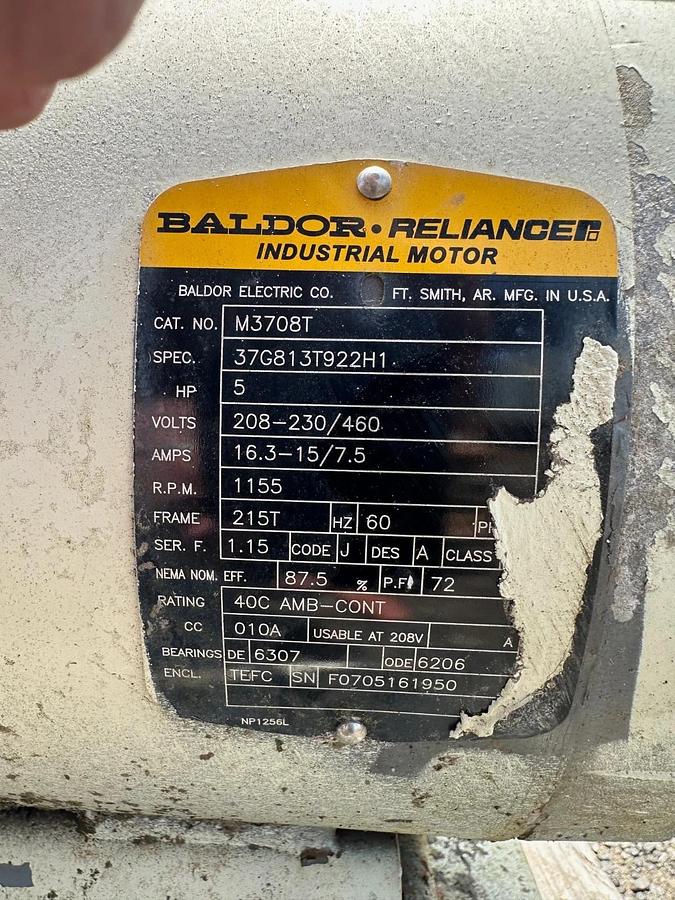 BALDOR • RELIANCER
INDUSTRIAL MOTOR
BALDOR ELECTRIC CO. FT. SMITH, AR. MFG. IN U.S.A.
CAT. NO. M3708T
SPEC. 37G813T922H1
HP 5
VOLTS 208-230/460
AMPS 16.3-15/7.5
R.P.M. 1155
FRAME 215T HZ 60
SER. F. 1.15 CODE J DES A CLASS
NEMA NOM. EFF. 87.5 % P.F. 72
RATING 40C AMB-CONT
CC 010A USABLE AT 208V A
BEARINGS DE 6307 ODE 6206
ENCL. TEFC SN F0705161950
NP1256L